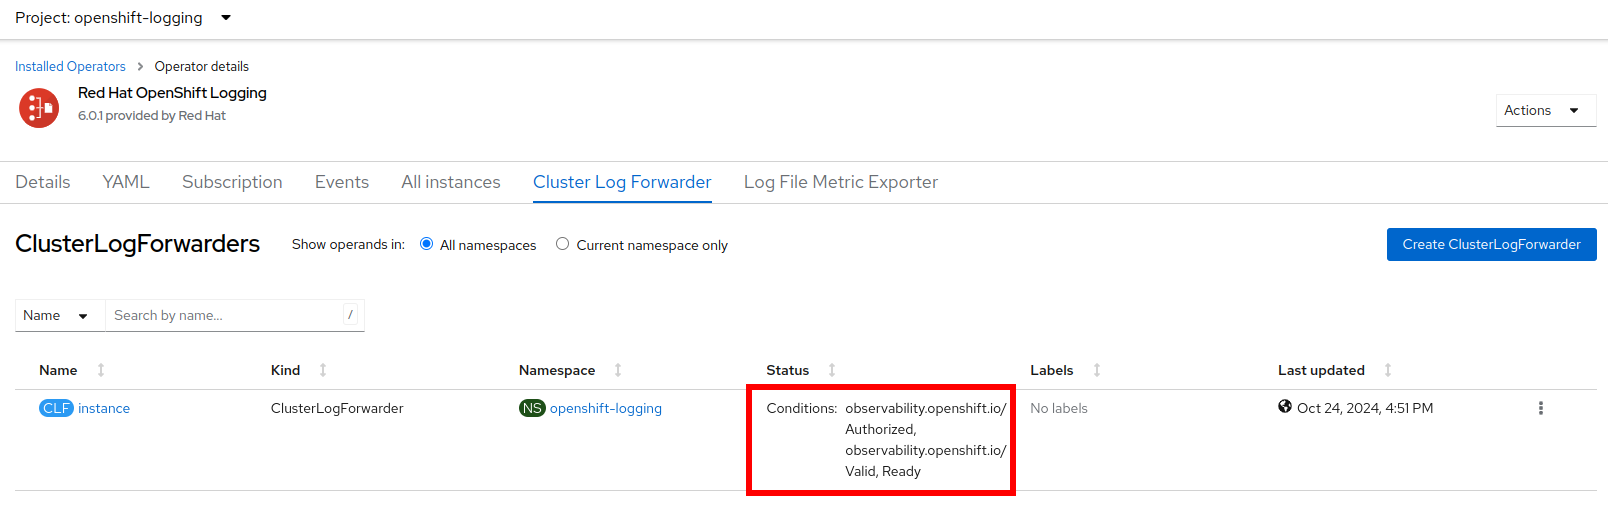 Project: openshift-logging
Installed Operators > Operator details
Red Hat OpenShift Logging
6.0.1 provided by Red Hat
Actions
Details YAML Subscription Events All instances Cluster Log Forwarder Log File Metric Exporter
ClusterLogForwarders Show operands in: All namespaces Current namespace only Create ClusterLogForwarder
Name Search by name... /
Name Kind Namespace Status Labels Last updated
CLF instance ClusterLogForwarder NS openshift-logging Conditions: observability.openshift.io/ No labels Oct 24, 2024, 4:51 PM
Authorized,
observability.openshift.io/
Valid, Ready